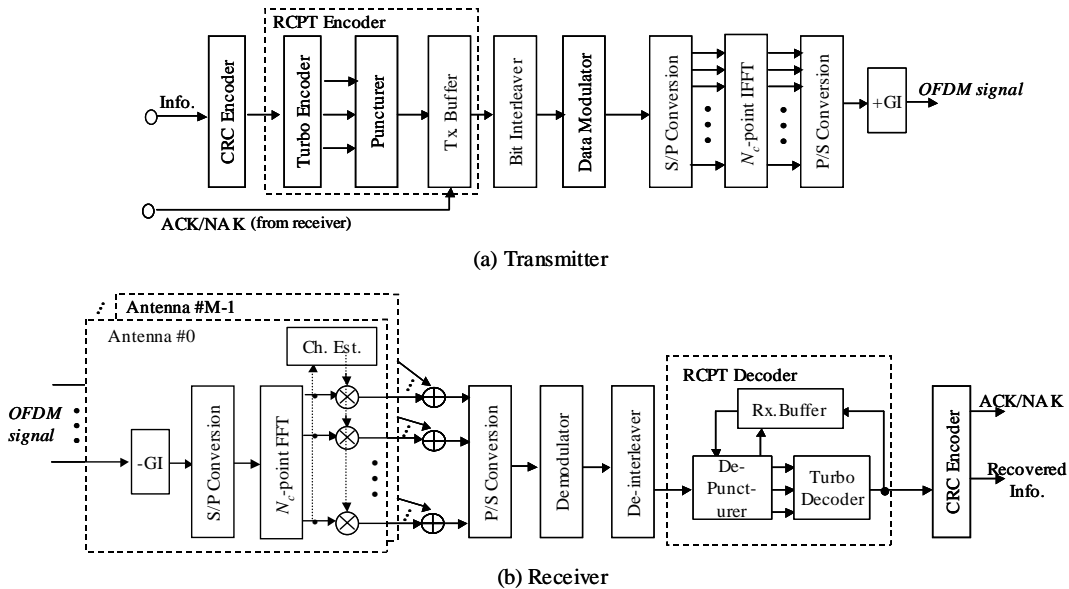 RCPT Encoder
Info.
CRC Encoder
Turbo Encoder
Puncturer
Tx Buffer
Bit Interleaver
Data Modulator
S/P Conversion
Nc-point IFFT
P/S Conversion
+GI
OFDM signal
ACK/NAK (from receiver)
(a) Transmitter
Antenna #M-1
Antenna #0
Ch. Est.
OFDM
signal
-GI
S/P Conversion
Nc-point FFT
P/S Conversion
Demodulator
De-interleaver
RCPT Decoder
Rx.Buffer
De-
Punct-
urer
Turbo
Decoder
CRC Encoder
ACK/NAK
Recovered
Info.
(b) Receiver